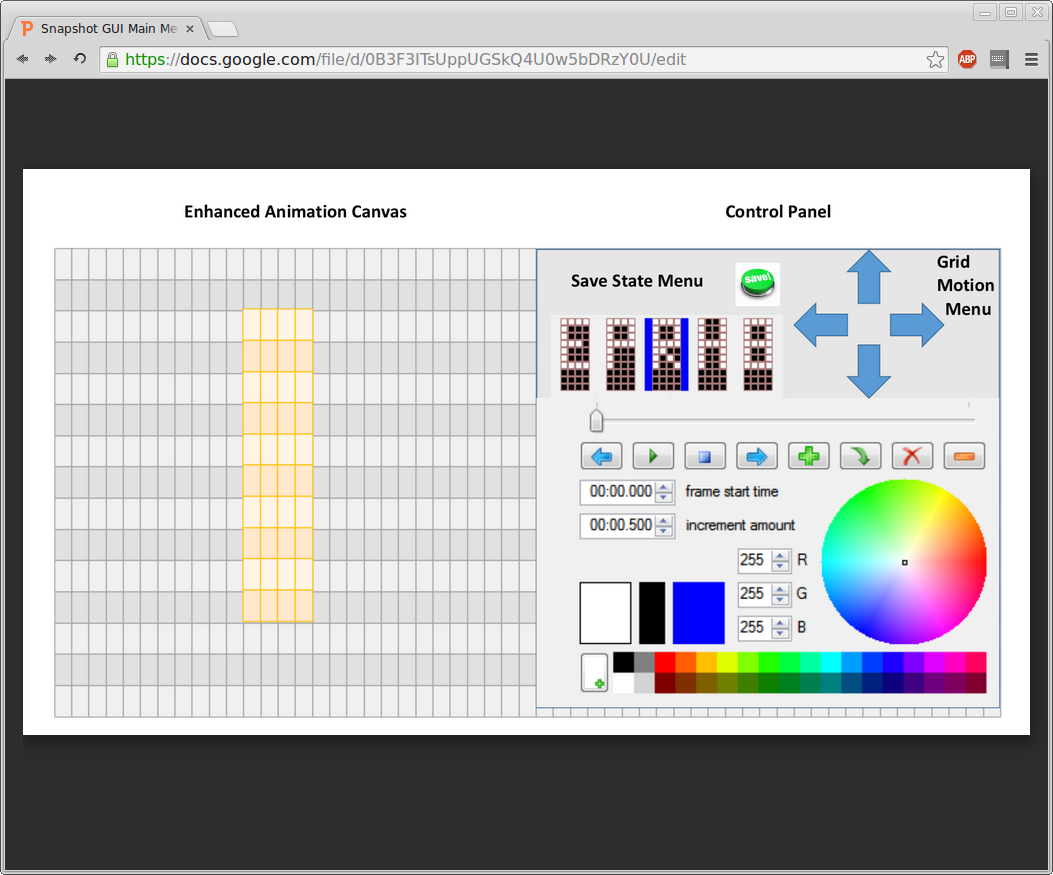 Snapshot GUI Main Me
https://docs.google.com/file/d/0B3F3ITsUppUGSkQ4U0w5bDRzY0U/edit
ABP
Enhanced Animation Canvas
Control Panel
Save State Menu
save!
Grid
Motion
Menu
00:00.000 frame start time
00:00.500 increment amount
255 R
255 G
255 B